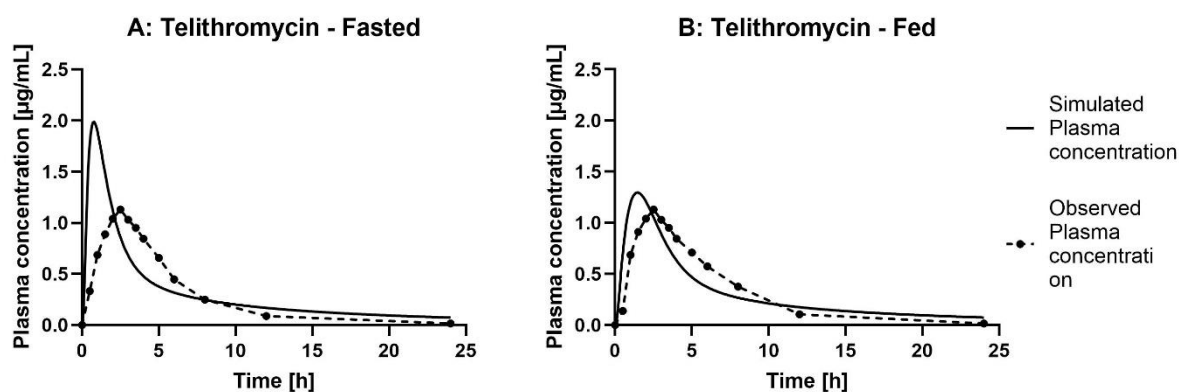 A: Telithromycin - Fasted
Plasma concentration [µg/mL]
2.5
2.0
1.5
1.0
0.5
0.0
0
5
10
15
20
25
Time [h]
B: Telithromycin - Fed
Plasma concentration [µg/mL]
2.5
2.0
1.5
1.0
0.5
0.0
0
5
10
15
20
25
Time [h]
Simulated
Plasma
concentration
Observed
Plasma
concentrati
on